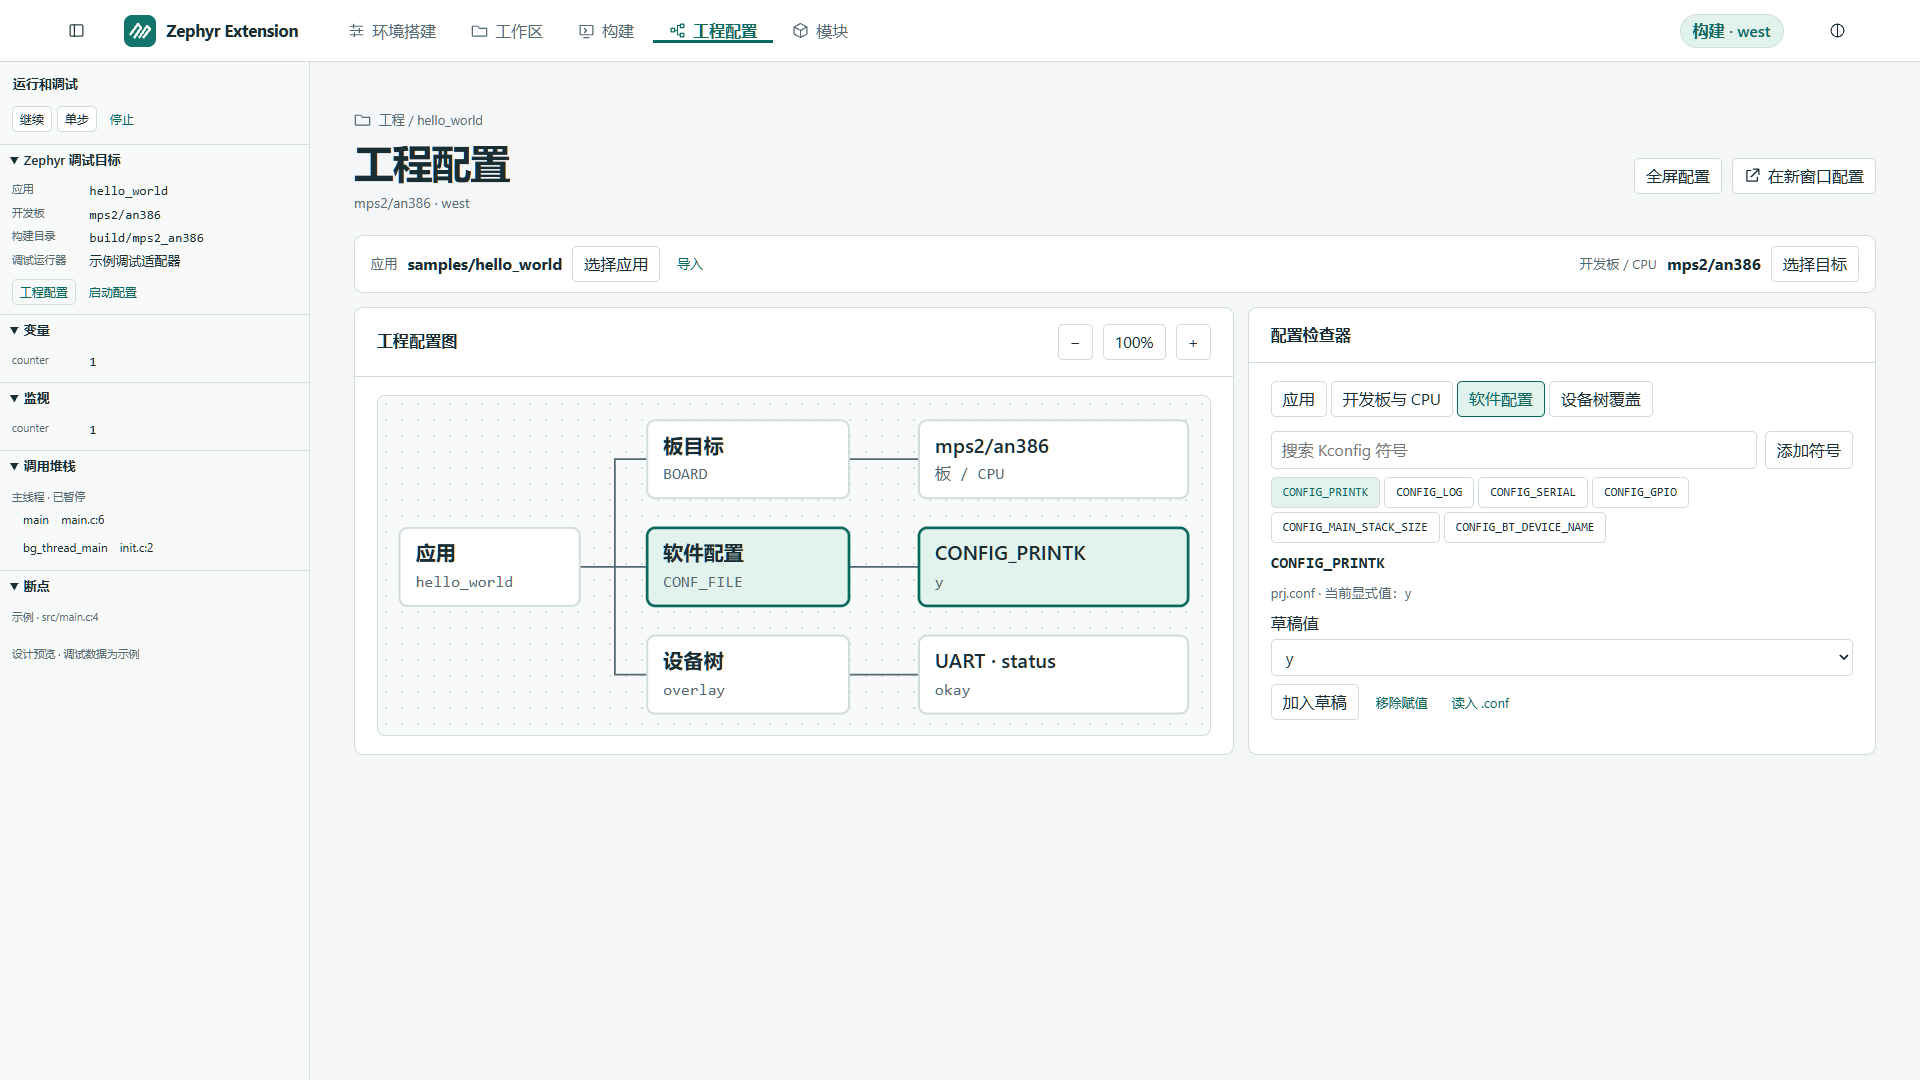 Zephyr Extension
环境搭建
工作区
构建
工程配置
模块
构建 · west
运行和调试
继续 单步 停止
Zephyr 调试目标
应用 hello_world
开发板 mps2/an386
构建目录 build/mps2_an386
调试运行器 示例调试适配器
工程配置 启动配置
变量
counter 1
监视
counter 1
调用堆栈
主线程 · 已暂停
main main.c:6
bg_thread_main init.c:2
断点
示例 · src/main.c:4
设计预览 · 调试数据为示例
工程 / hello_world
工程配置
mps2/an386 · west
全屏配置
在新窗口配置
应用 samples/hello_world 选择应用 导入
开发板 / CPU mps2/an386 选择目标
工程配置图
− 100% +
板目标
BOARD
mps2/an386
板 / CPU
应用
hello_world
软件配置
CONF_FILE
CONFIG_PRINTK
y
设备树
overlay
UART · status
okay
配置检查器
应用 开发板与 CPU 软件配置 设备树覆盖
搜索 Kconfig 符号 添加符号
CONFIG_PRINTK CONFIG_LOG CONFIG_SERIAL CONFIG_GPIO
CONFIG_MAIN_STACK_SIZE CONFIG_BT_DEVICE_NAME
CONFIG_PRINTK
prj.conf · 当前显式值：y
草稿值
y
加入草稿 移除赋值 读入 .conf